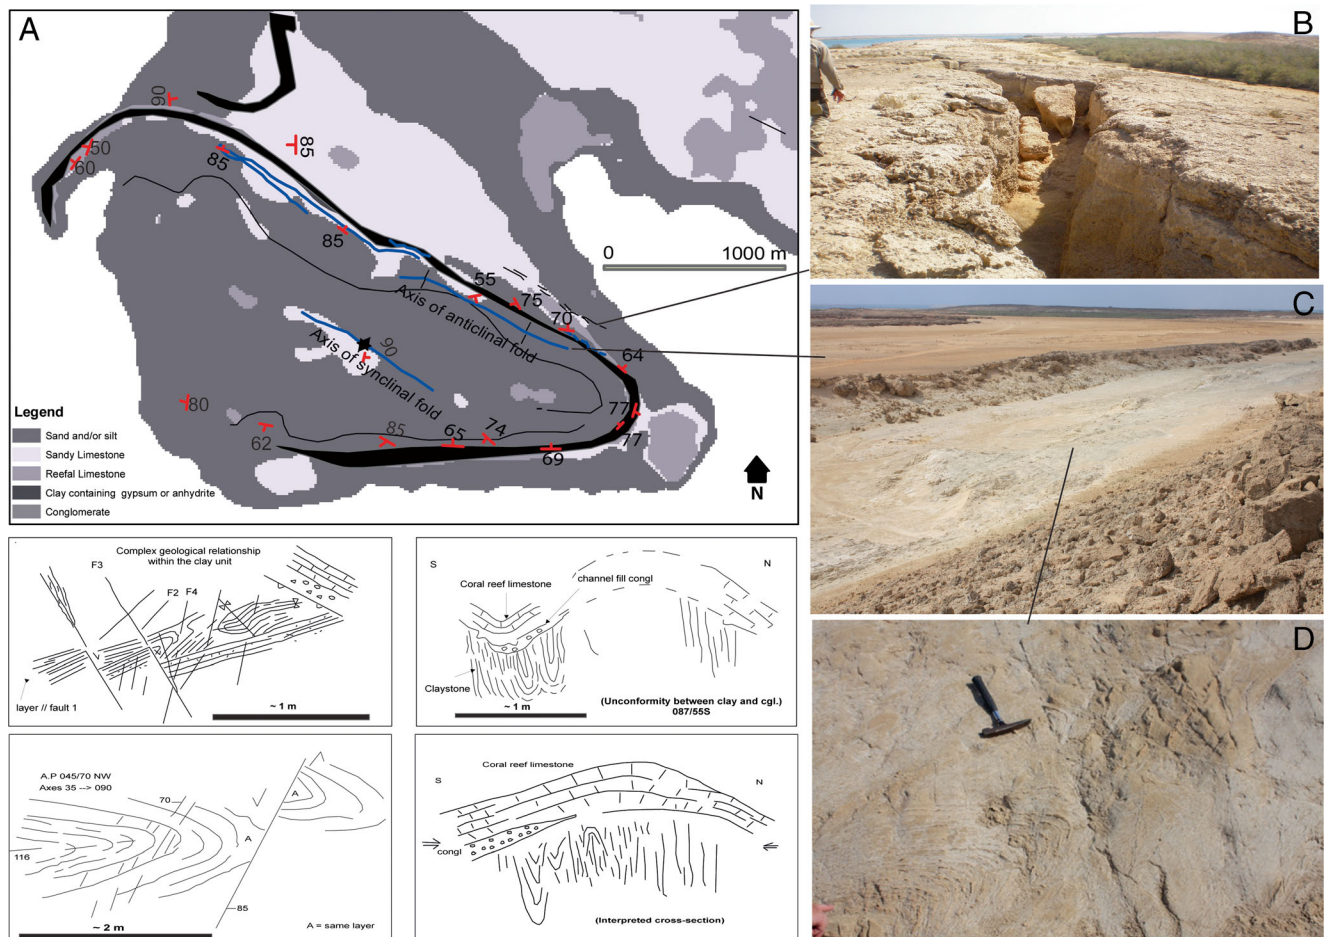 A
90
50
60
85
85
85
0 1000 m
55
75
70
64
77
77
69
74
65
85
62
80
90
Axis of anticlinal fold
Axis of synclinal fold
Legend
Sand and/or silt
Sandy Limestone
Reefal Limestone
Clay containing gypsum or anhydrite
Conglomerate
N
B
C
D
Complex geological relationship
within the clay unit
F3
F2 F4
layer // fault 1
~ 1 m
S
N
Coral reef limestone
channel fill congl
Claystone
~ 1 m
(Unconformity between clay and cgl.)
087/55S
A.P 045/70 NW
Axes 35 --> 090
70
A
A
116
85
~ 2 m
A = same layer
S
N
Coral reef limestone
congl
(Interpreted cross-section)